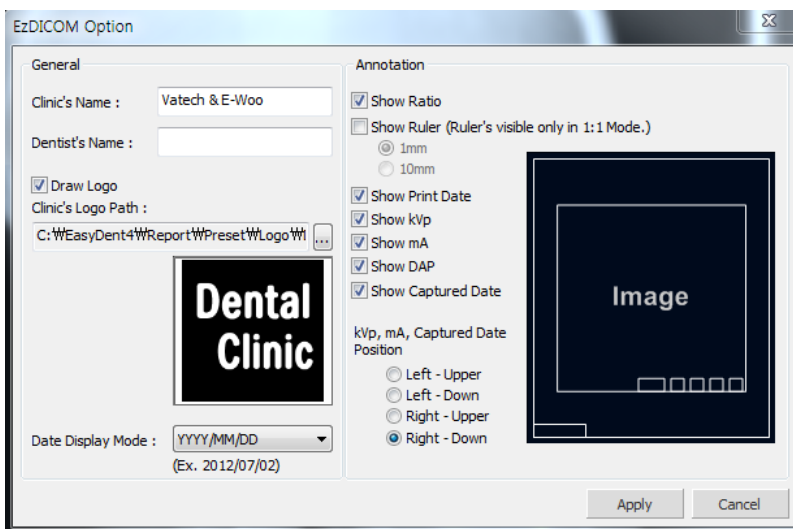 EzDICOM Option
General
Clinic's Name :
Vatech & E-Woo
Dentist's Name :
Draw Logo
Clinic's Logo Path :
C:₩EasyDent4₩Report₩Preset₩Logo₩
...
Dental
Clinic
Date Display Mode :
YYYY/MM/DD
(Ex. 2012/07/02)
Annotation
Show Ratio
Show Ruler (Ruler's visible only in 1:1 Mode.)
1mm
10mm
Show Print Date
Show kVp
Show mA
Show DAP
Show Captured Date
kVp, mA, Captured Date
Position
Left - Upper
Left - Down
Right - Upper
Right - Down
Image
Apply
Cancel